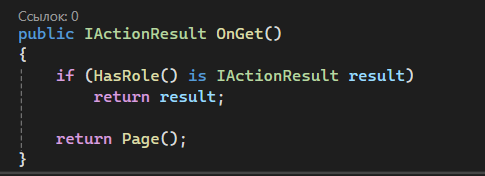 Ссылок: 0
public IActionResult OnGet()
{
if (HasRole() is IActionResult result)
return result;
return Page();
}